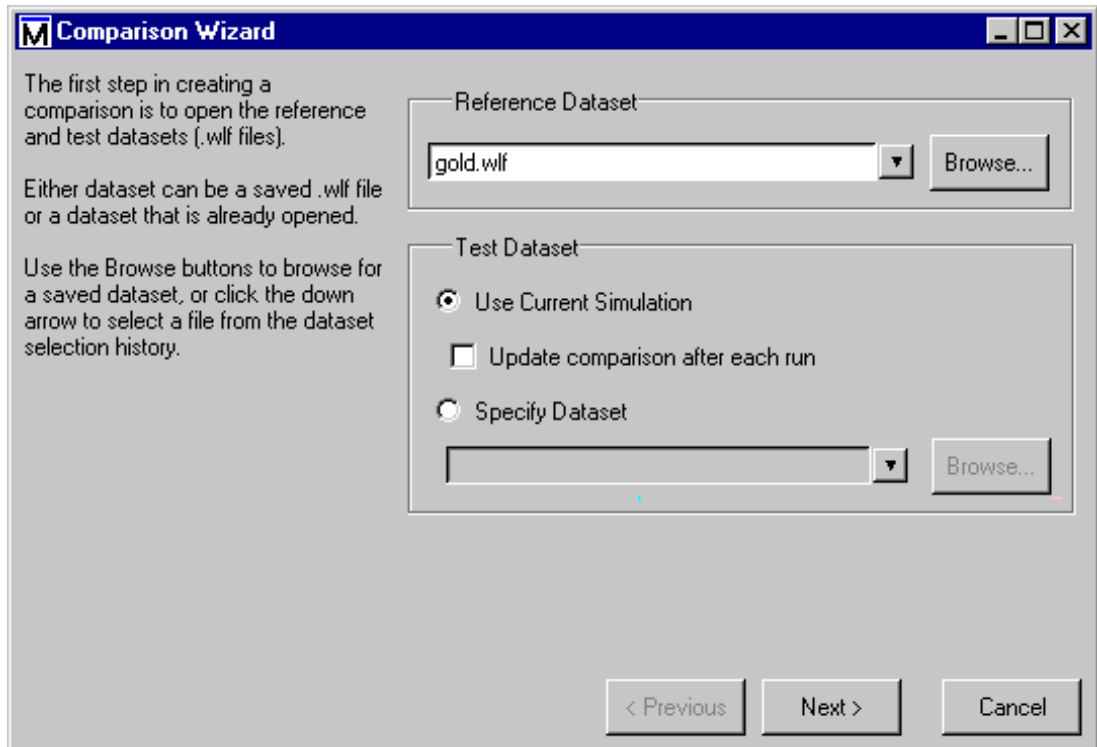 M Comparison Wizard
The first step in creating a
comparison is to open the reference
and test datasets (.wlf files).
Either dataset can be a saved .wlf file
or a dataset that is already opened.
Use the Browse buttons to browse for
a saved dataset, or click the down
arrow to select a file from the dataset
selection history.
Reference Dataset
gold.wlf
Browse...
Test Dataset
Use Current Simulation
Update comparison after each run
Specify Dataset
Browse...
< Previous
Next >
Cancel